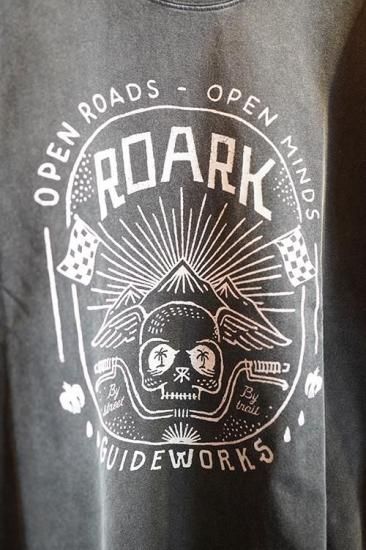 OPEN ROADS - OPEN MINDS
ROARK
By street
By trail
GUIDEWORKS